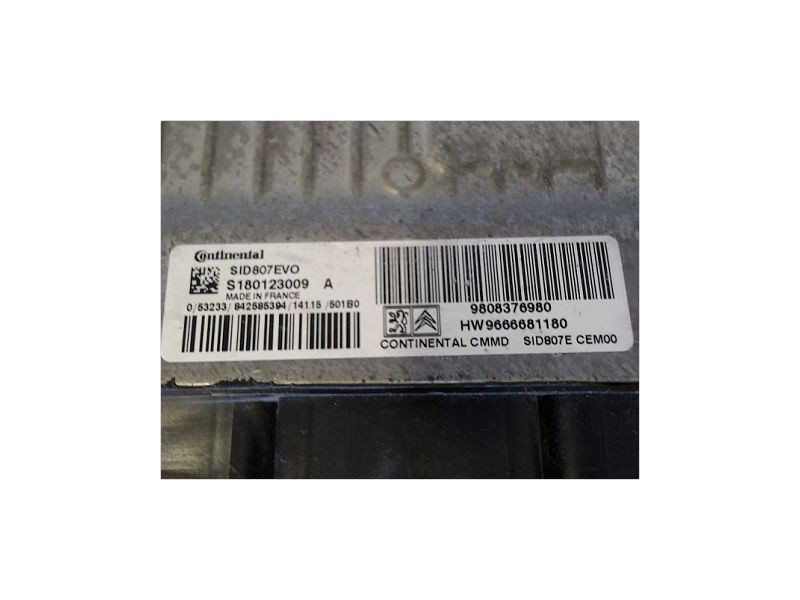 Continental
SID807EVO
S180123009 A
MADE IN FRANCE
0/53233/842585394/14115/501B0
9808376980
HW9666681180
CONTINENTAL CMMD SID807E CEM00